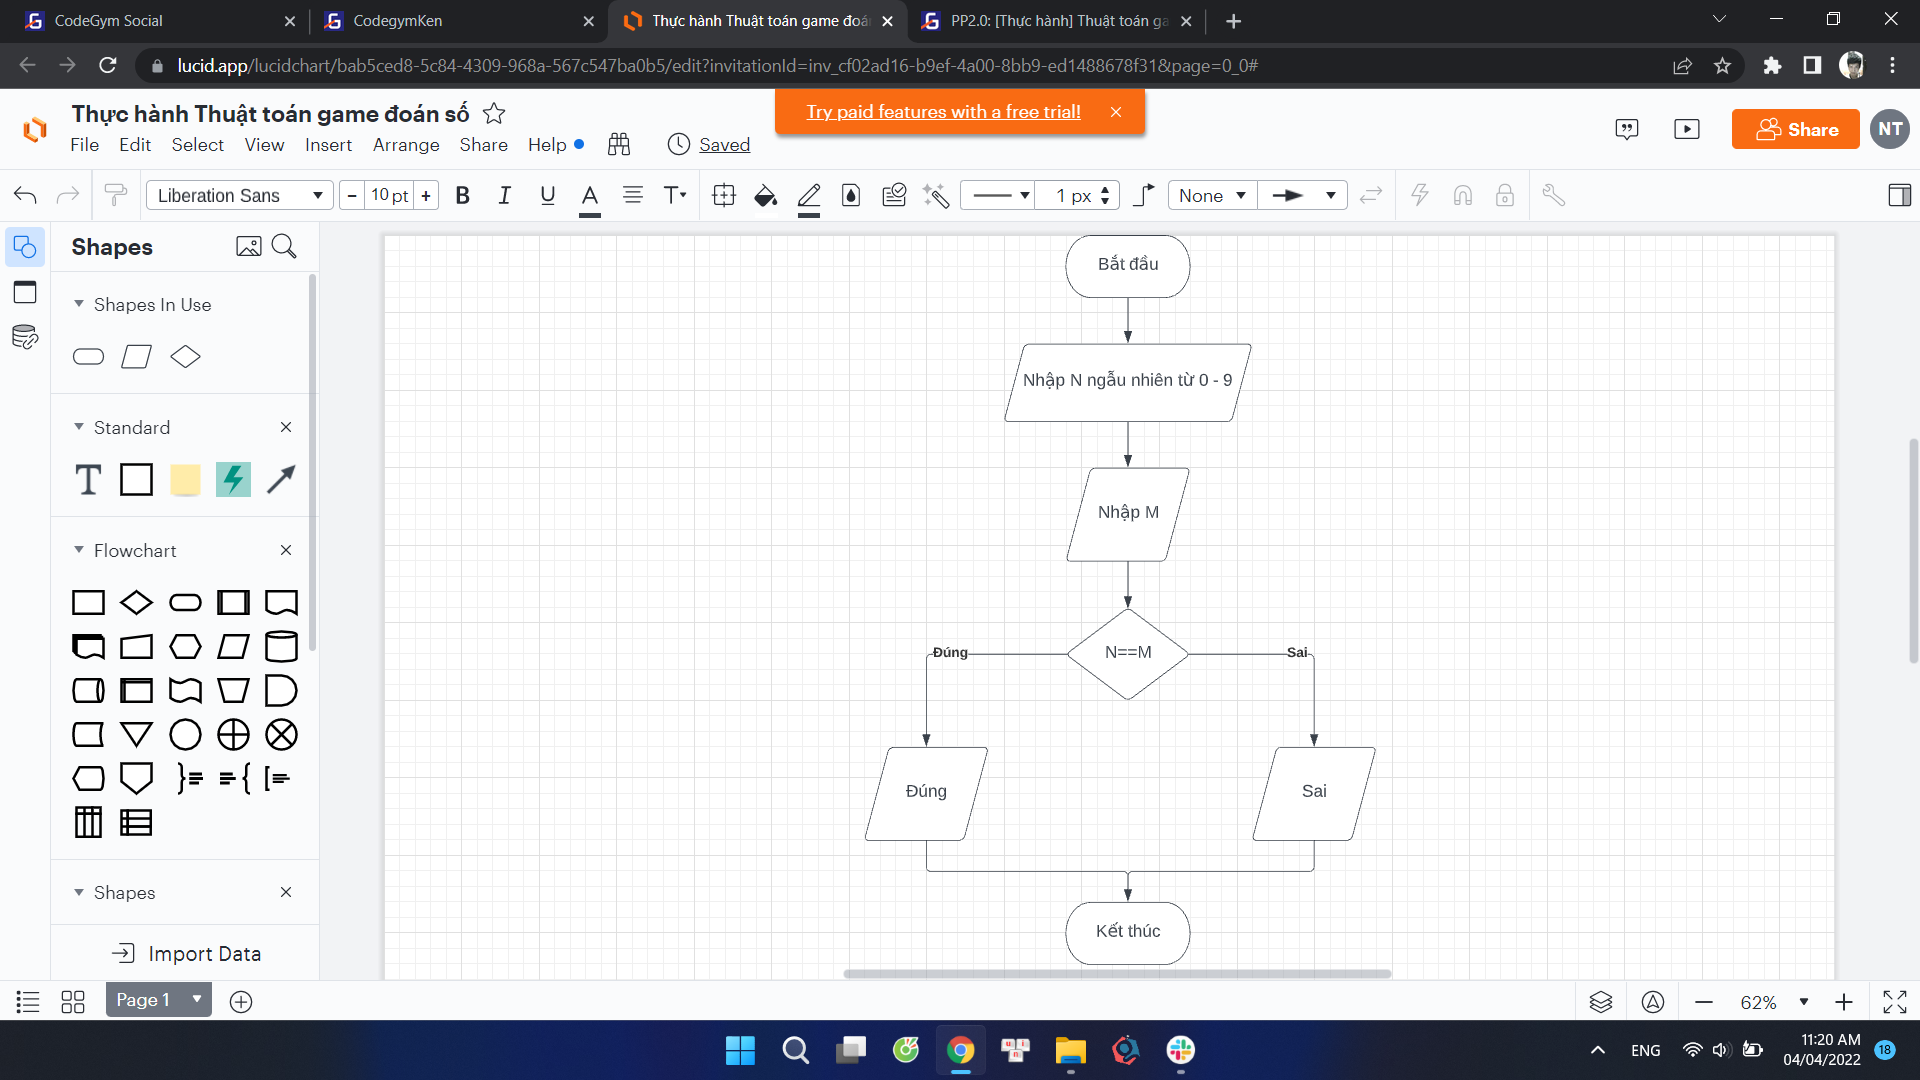 CodeGym Social
CodegymKen
Thực hành Thuật toán game đoá
PP2.0: [Thực hành] Thuật toán ga
lucid.app/lucidchart/bab5ced8-5c84-4309-968a-567c547ba0b5/edit?invitationId=inv_cf02ad16-b9ef-4a00-8bb9-ed1488678f31&page=0_0#
Thực hành Thuật toán game đoán số
Try paid features with a free trial!
File Edit Select View Insert Arrange Share Help
Saved
Share
NT
Liberation Sans
- 10 pt +
B I U A T
1 px
None
Shapes
Shapes In Use
Standard
T
Flowchart
Shapes
Import Data
Bắt đầu
Nhập N ngẫu nhiên từ 0 - 9
Nhập M
N==M
Đúng
Sai
Đúng
Sai
Kết thúc
Page 1
62%
ENG
11:20 AM
04/04/2022
18